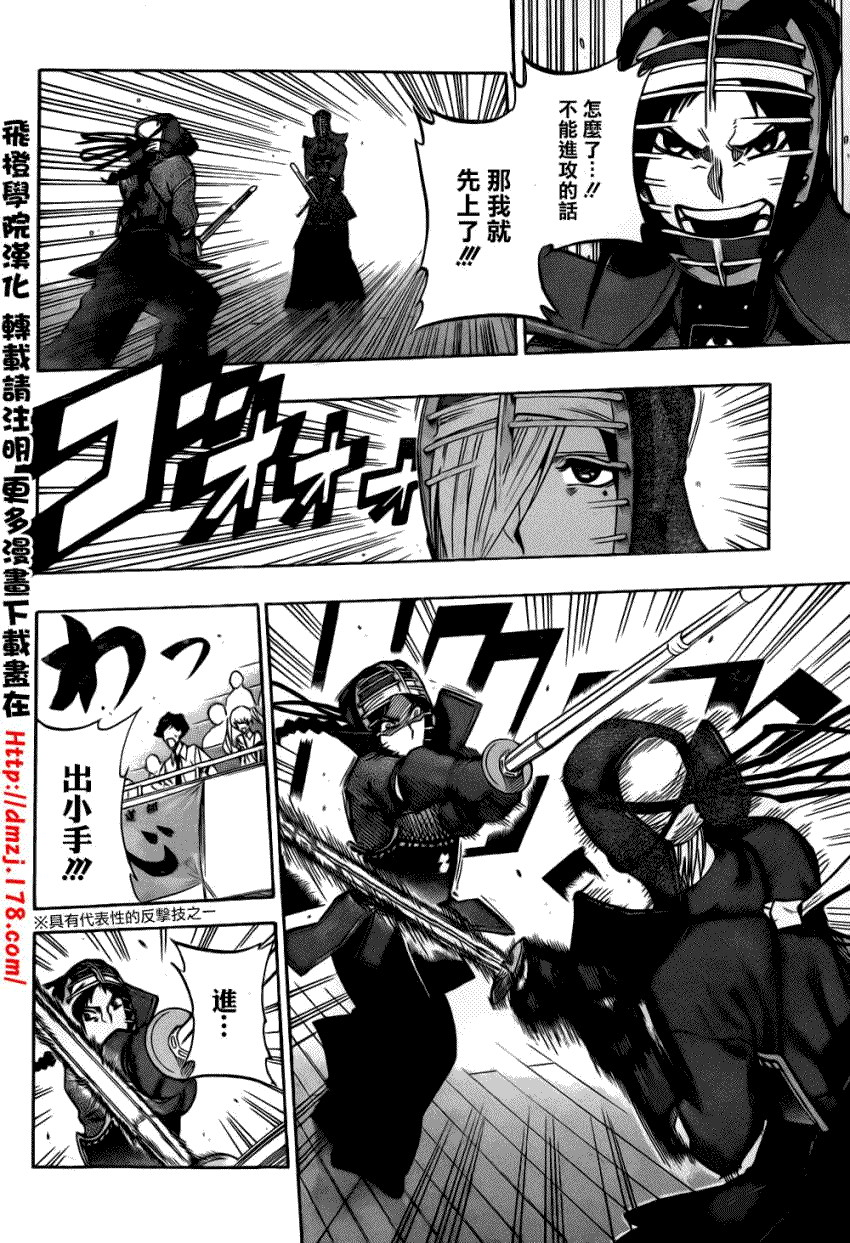 怎麼了…!!
不能進攻的話
那我就
先上了!!!
ゴオオオ
わっ
出小手!!!
※具有代表性的反擊技之一
進…
飛橙學院漢化 轉載請注明 更多漫畫下載盡在 Http://dmzj.178.com/